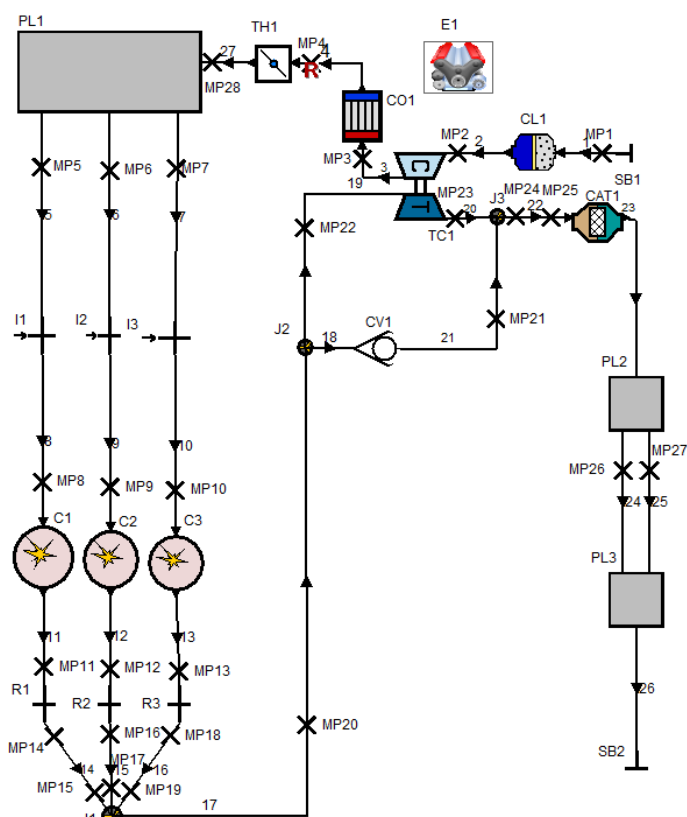 PL1
TH1
E1
27
MP4
4
R
MP28
CO1
CL1
MP2
2
MP1
1
MP3
3
C
SB1
MP5
MP6
MP7
19
MP23
T
J3
MP24
MP25
CAT1
20
22
23
TC1
5
6
7
MP22
I1
I2
I3
J2
18
CV1
21
MP21
PL2
8
9
10
MP27
MP26
MP8
MP9
MP10
24
25
C1
C2
C3
PL3
11
12
13
MP11
MP12
MP13
R1
R2
R3
26
MP14
MP16
MP18
MP20
MP17
SB2
14
15
16
MP15
MP19
17
J1